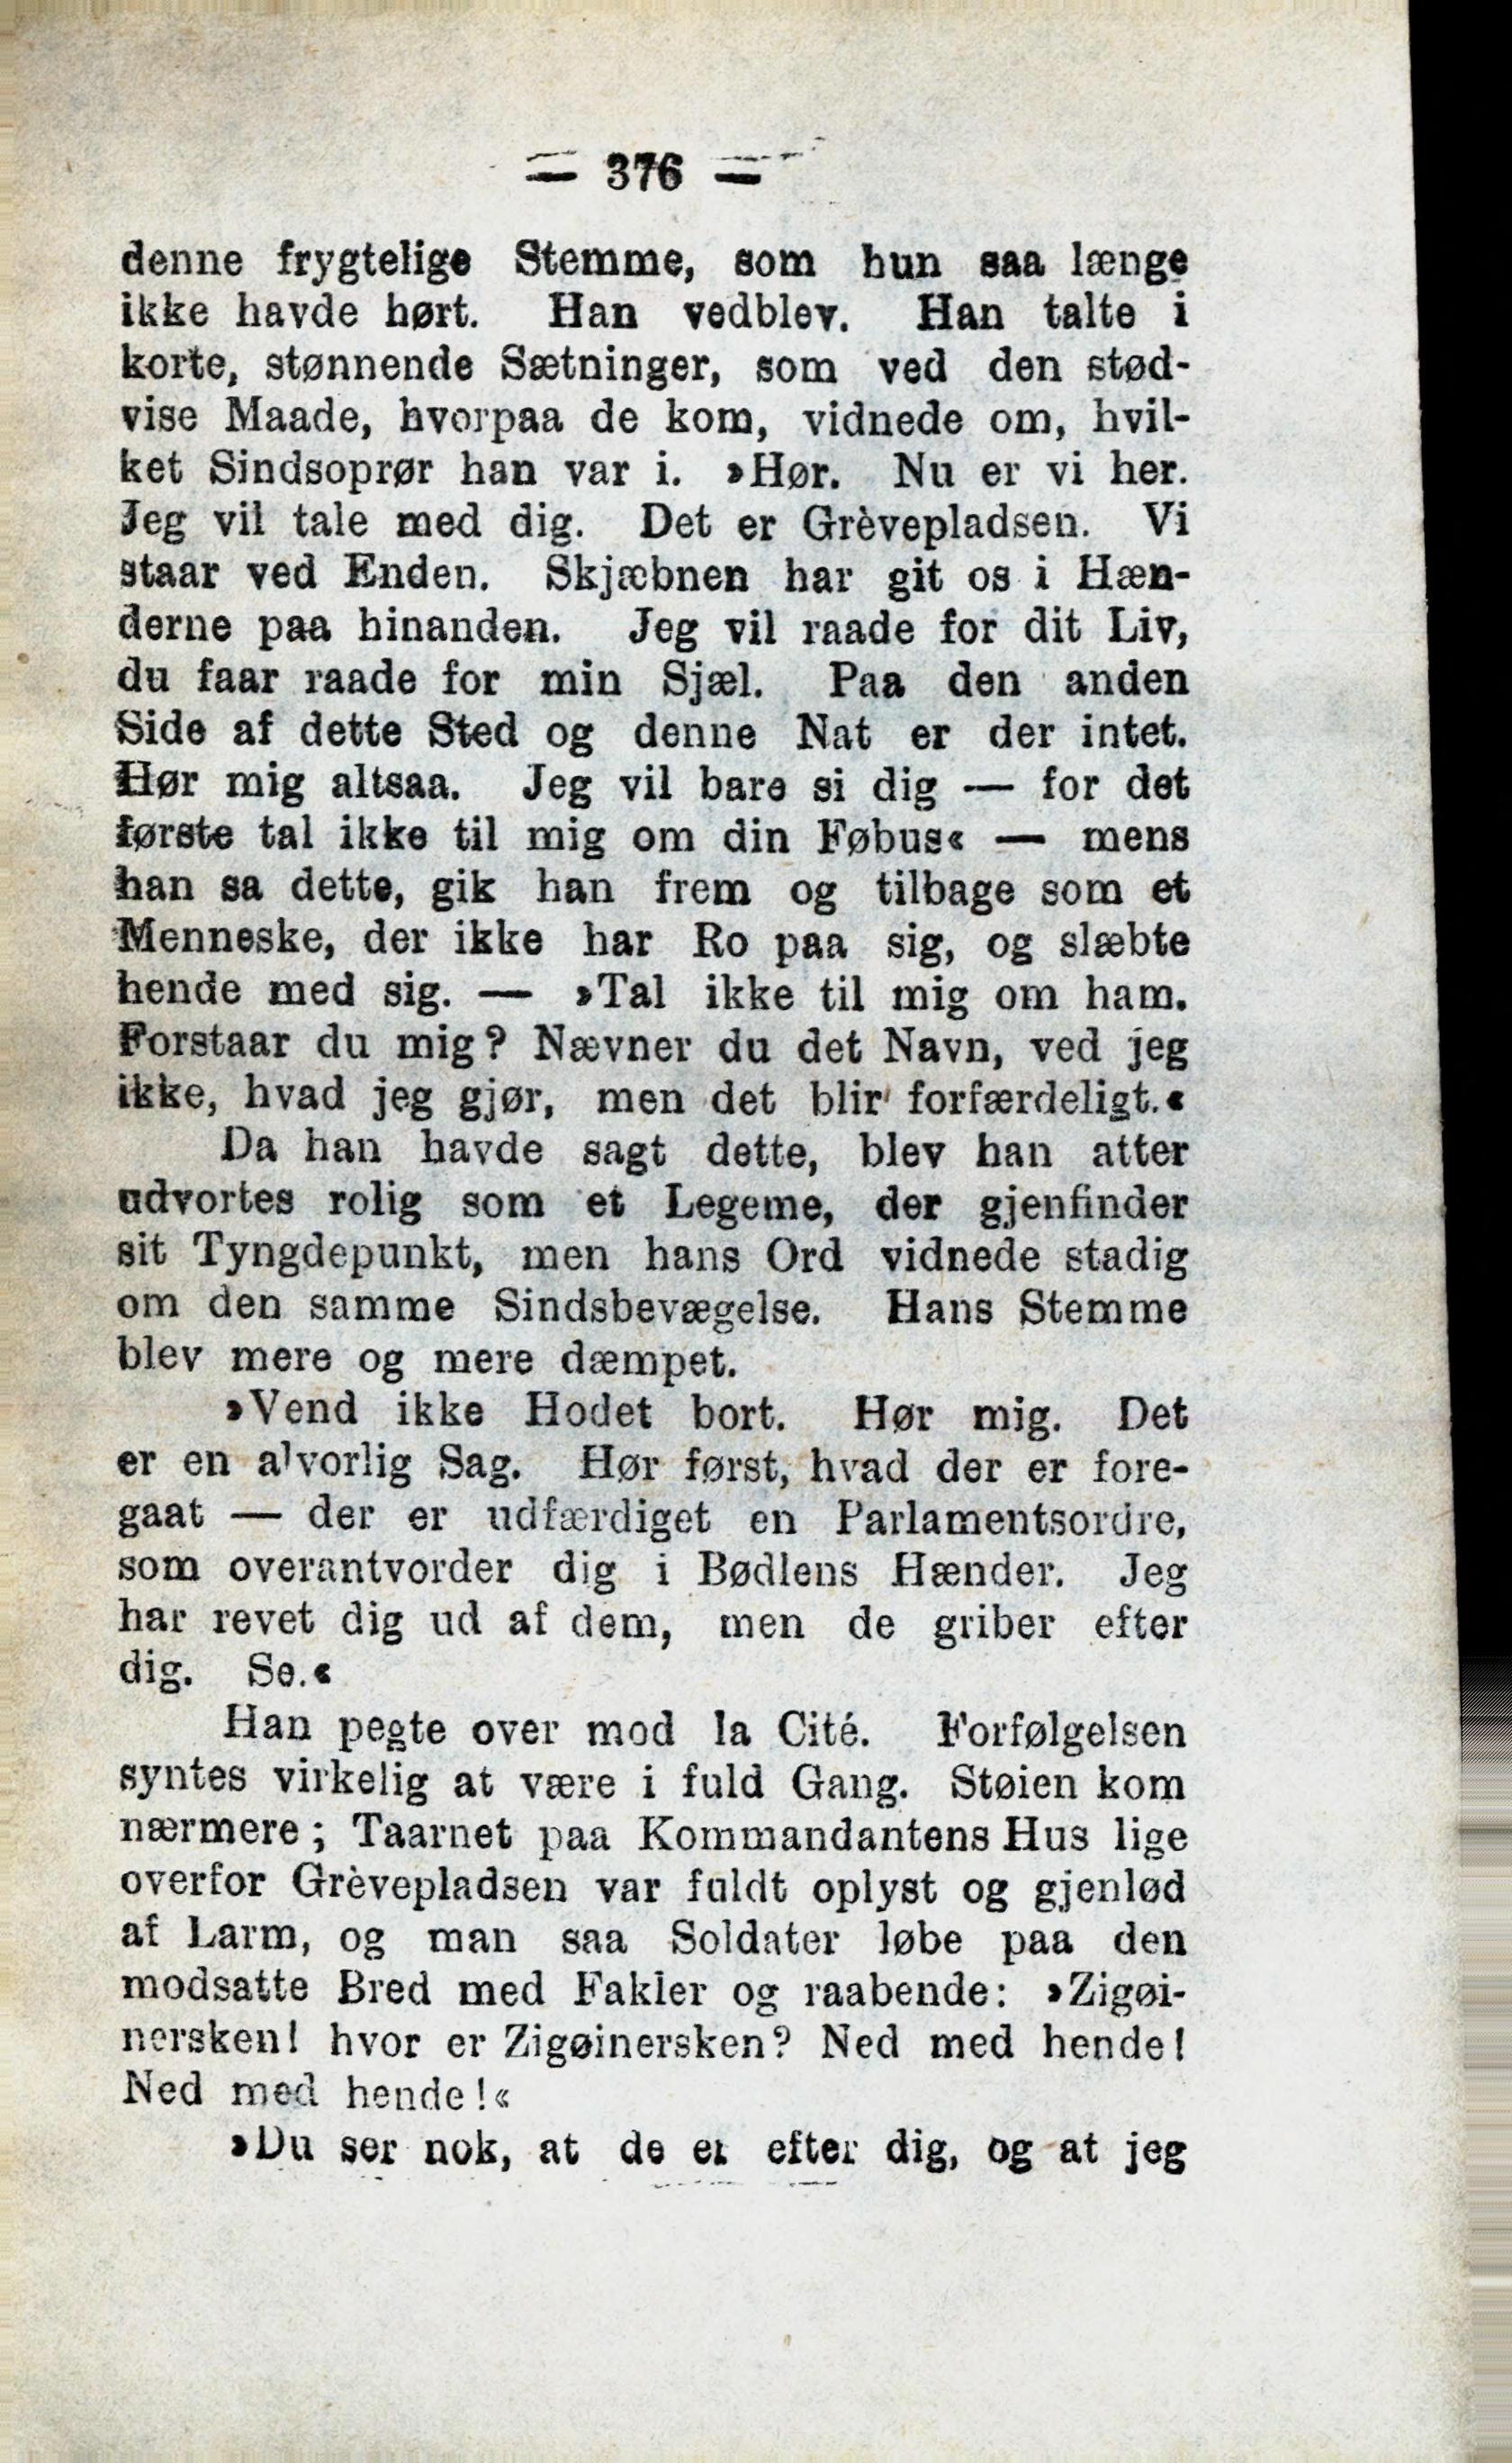 — 376 —
denne frygtelige Stemme, som hun saa længe
ikke havde hørt. Han vedblev. Han talte i
korte, stønnende Sætninger, som ved den stød-
vise Maade, hvorpaa de kom, vidnede om, hvil-
ket Sindsoprør han var i. »Hør. Nu er vi her.
Jeg vil tale med dig. Det er Grèvepladsen. Vi
staar ved Enden. Skjæbnen har git os i Hæn-
derne paa hinanden. Jeg vil raade for dit Liv,
du faar raade for min Sjæl. Paa den anden
Side af dette Sted og denne Nat er der intet.
Hør mig altsaa. Jeg vil bare si dig — for det
første tal ikke til mig om din Føbus« — mens
han sa dette, gik han frem og tilbage som et
Menneske, der ikke har Ro paa sig, og slæbte
hende med sig. — »Tal ikke til mig om ham.
Forstaar du mig? Nævner du det Navn, ved jeg
ikke, hvad jeg gjør, men det blir forfærdeligt.«
Da han havde sagt dette, blev han atter
udvortes rolig som et Legeme, der gjenfinder
sit Tyngdepunkt, men hans Ord vidnede stadig
om den samme Sindsbevægelse. Hans Stemme
blev mere og mere dæmpet.
»Vend ikke Hodet bort. Hør mig. Det
er en alvorlig Sag. Hør først, hvad der er fore-
gaat — der er udfærdiget en Parlamentsordre,
som overantvorder dig i Bødlens Hænder. Jeg
har revet dig ud af dem, men de griber efter
dig. Se.«
Han pegte over mod la Cité. Forfølgelsen
syntes virkelig at være i fuld Gang. Støien kom
nærmere; Taarnet paa Kommandantens Hus lige
overfor Grèvepladsen var fuldt oplyst og gjenlød
af Larm, og man saa Soldater løbe paa den
modsatte Bred med Fakler og raabende: »Zigøi-
nersken! hvor er Zigøinersken? Ned med hende!
Ned med hende!«
»Du ser nok, at de er efter dig, og at jeg